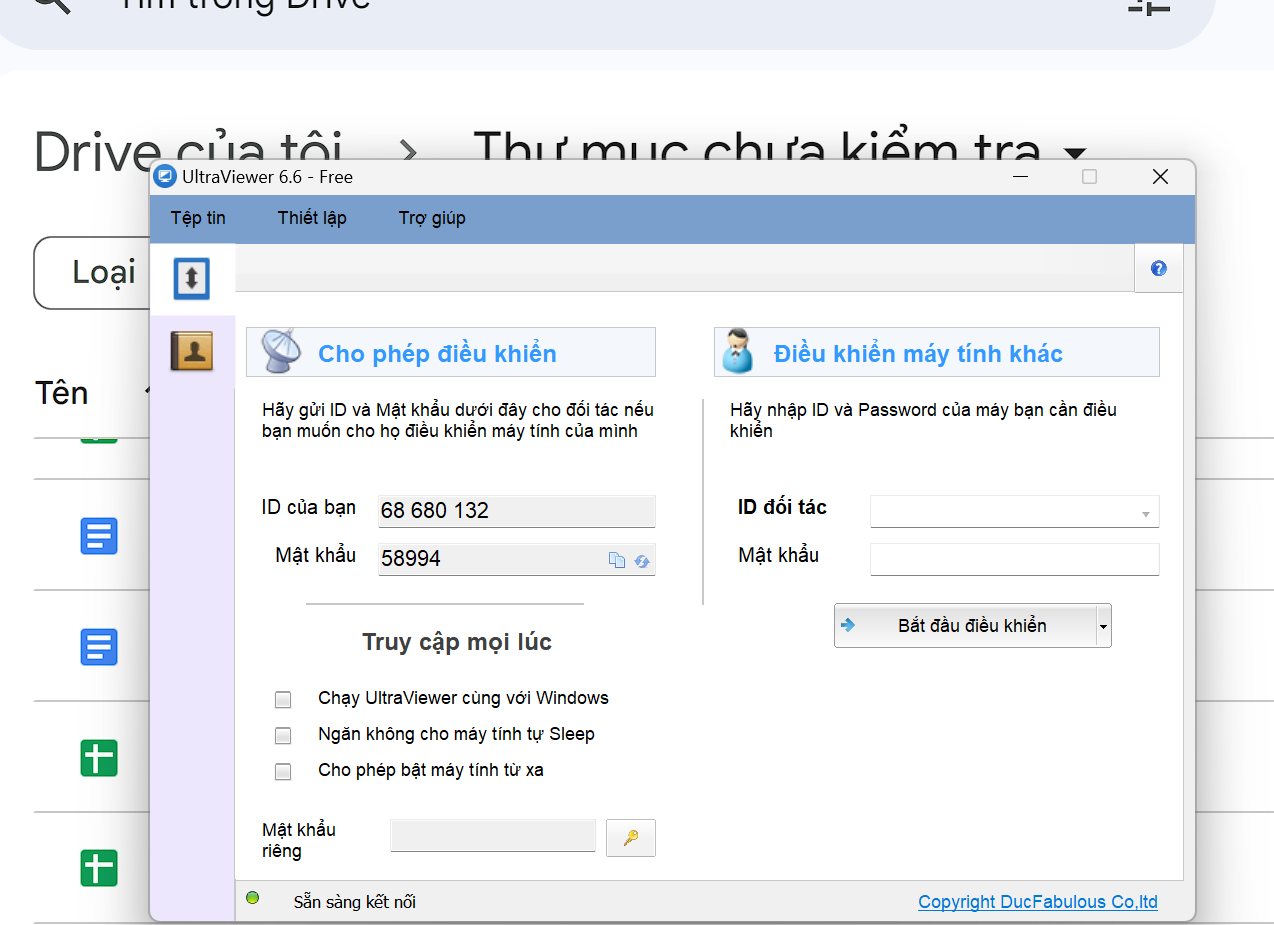 Tìm trong Drive
Drive của tôi
Thư mục chưa kiểm tra
UltraViewer 6.6 - Free
Tệp tin
Thiết lập
Trợ giúp
Loại
Tên
Cho phép điều khiển
Hãy gửi ID và Mật khẩu dưới đây cho đối tác nếu
bạn muốn cho họ điều khiển máy tính của mình
ID của bạn
68 680 132
Mật khẩu
58994
Truy cập mọi lúc
Chạy UltraViewer cùng với Windows
Ngăn không cho máy tính tự Sleep
Cho phép bật máy tính từ xa
Mật khẩu
riêng
Điều khiển máy tính khác
Hãy nhập ID và Password của máy bạn cần điều
khiển
ID đối tác
Mật khẩu
Bắt đầu điều khiển
Sẵn sàng kết nối
Copyright DucFabulous Co,ltd